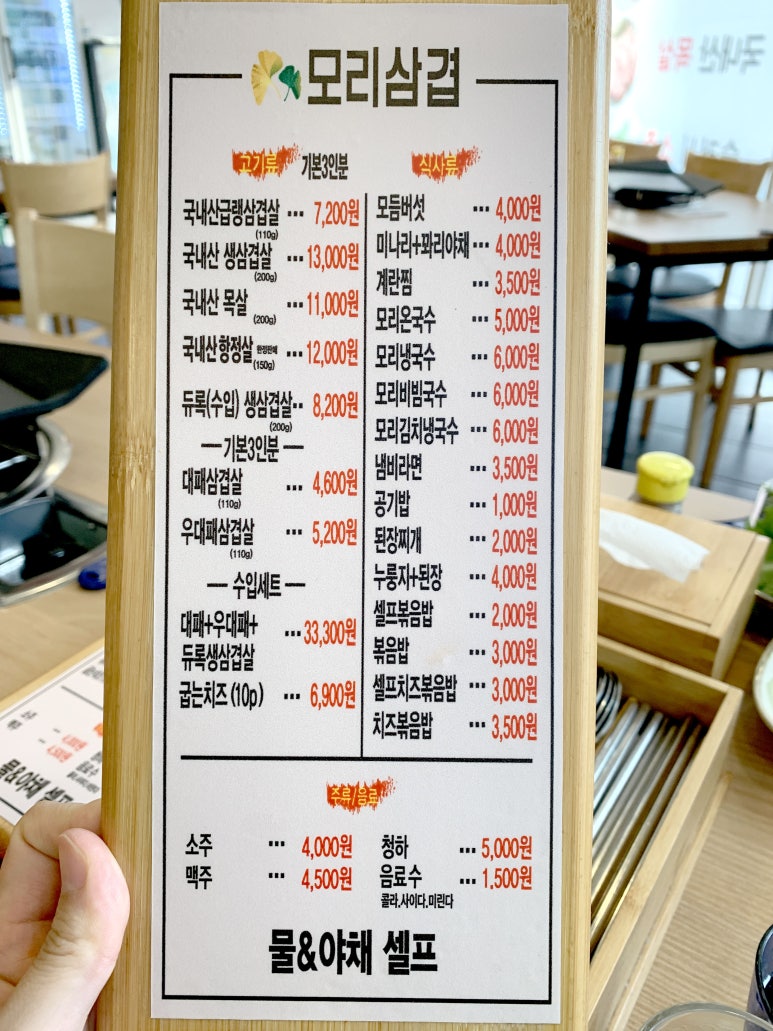 모리삼겹
고기류 기본3인분
국내산급랭삼겹살 ··· 7,200원
(110g)
국내산 생삼겹살 ··· 13,000원
(200g)
국내산 목살 ··· 11,000원
(200g)
국내산항정살 한정판매 ··· 12,000원
(150g)
듀록(수입) 생삼겹살·· 8,200원
(200g)
기본3인분
대패삼겹살 ··· 4,600원
(110g)
우대패삼겹살 ··· 5,200원
(110g)
수입세트
대패+우대패+ ··· 33,300원
듀록생삼겹살
굽는치즈 (10p) ··· 6,900원
식사류
모듬버섯 ··· 4,000원
미나리+꽈리야채 ··· 4,000원
계란찜 ··· 3,500원
모리온국수 ··· 5,000원
모리냉국수 ··· 6,000원
모리비빔국수 ··· 6,000원
모리김치냉국수 ··· 6,000원
냄비라면 ··· 3,500원
공기밥 ··· 1,000원
된장찌개 ··· 2,000원
누룽지+된장 ··· 4,000원
셀프볶음밥 ··· 2,000원
볶음밥 ··· 3,000원
셀프치즈볶음밥 ··· 3,000원
치즈볶음밥 ··· 3,500원
주류/음료
소주 ··· 4,000원
맥주 ··· 4,500원
청하 ··· 5,000원
음료수 ··· 1,500원
콜라.사이다.미린다
물&야채 셀프
물&야채 셀